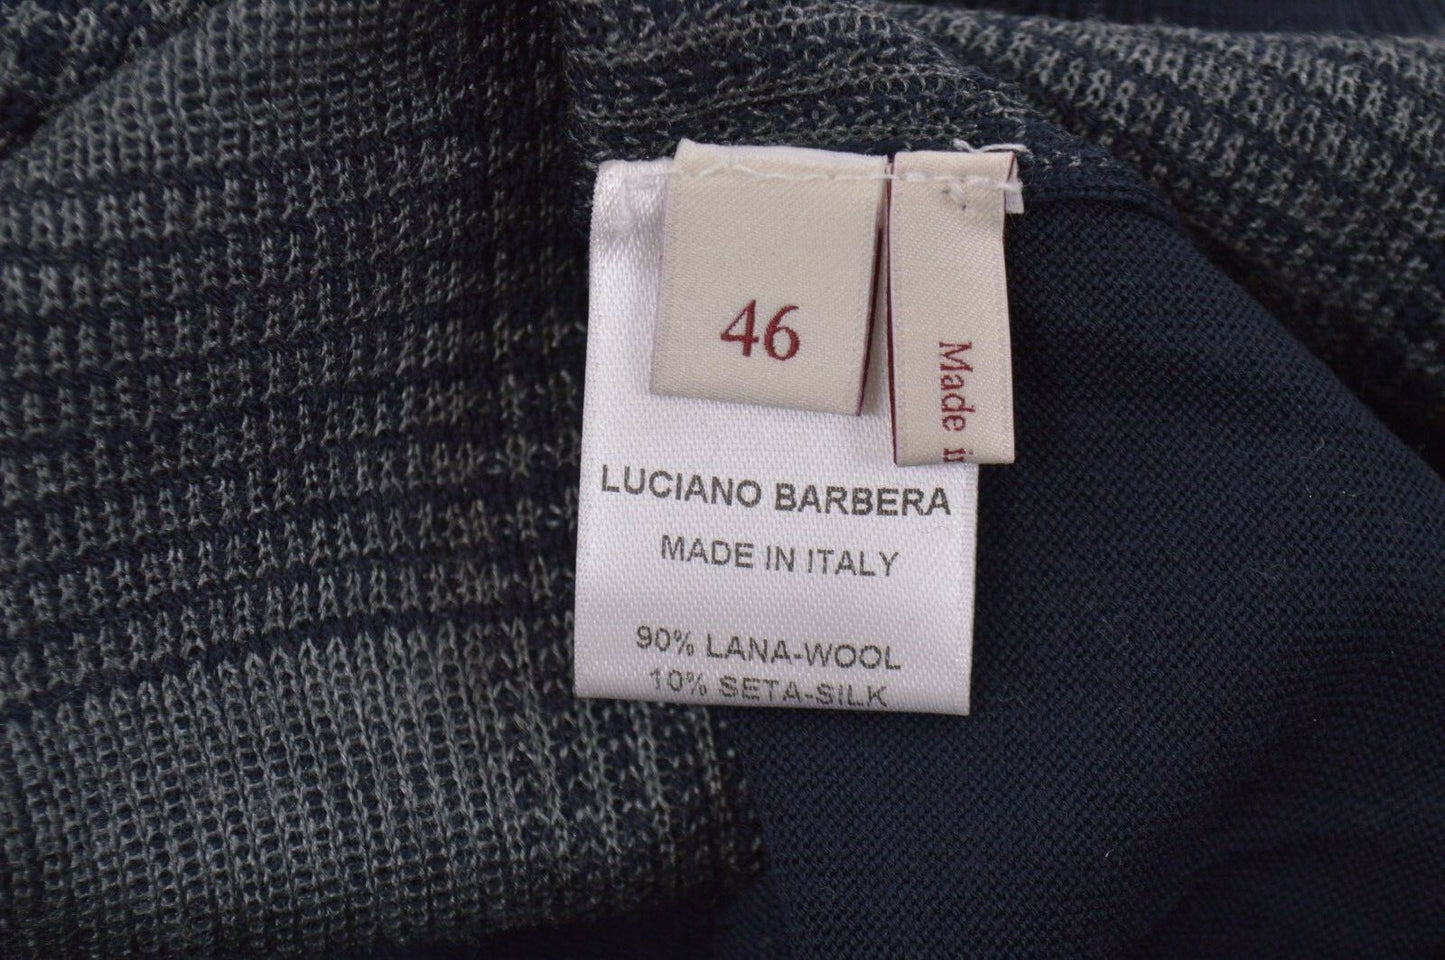 46
Made i
LUCIANO BARBERA
MADE IN ITALY
90% LANA-WOOL
10% SETA-SILK